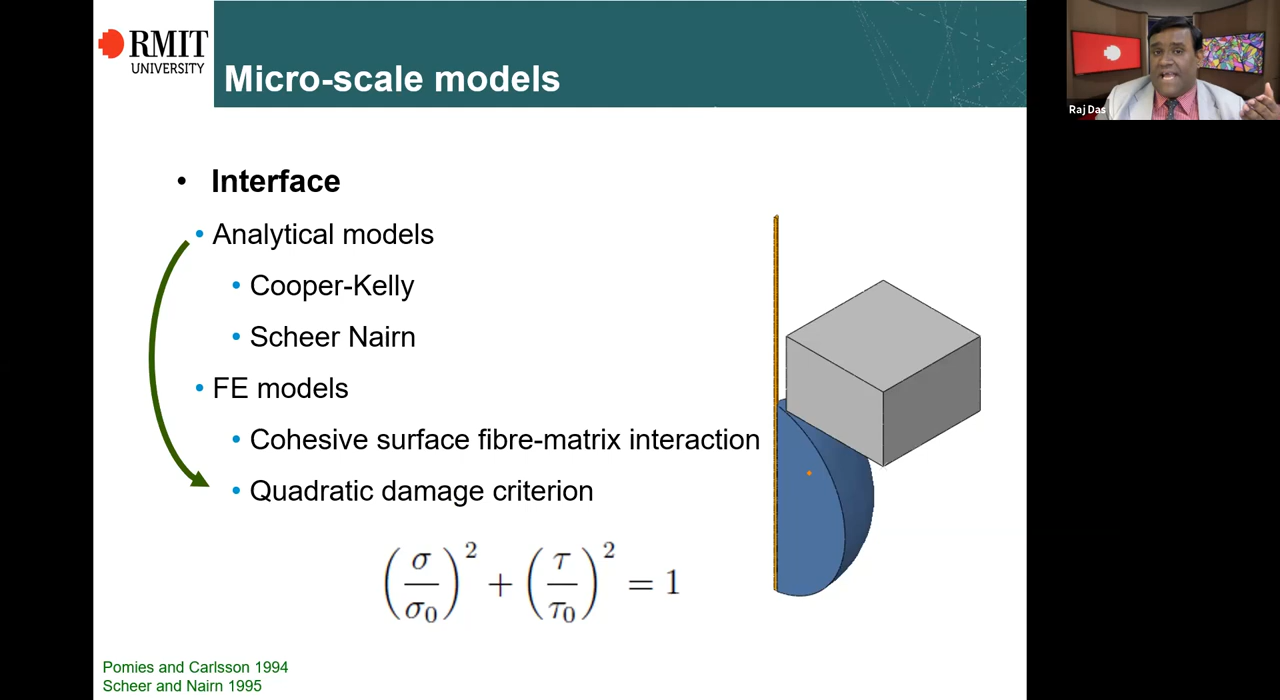 RMIT
UNIVERSITY
Micro-scale models
Raj Das
• Interface
• Analytical models
• Cooper-Kelly
• Scheer Nairn
• FE models
• Cohesive surface fibre-matrix interaction
• Quadratic damage criterion
(σ/σ₀)² + (τ/τ₀)² = 1
Pomies and Carlsson 1994
Scheer and Nairn 1995